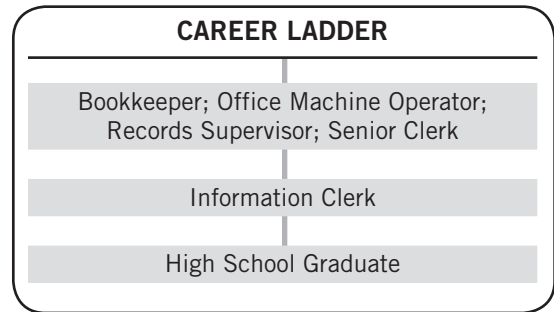 CAREER LADDER
Bookkeeper; Office Machine Operator;
Records Supervisor; Senior Clerk
Information Clerk
High School Graduate